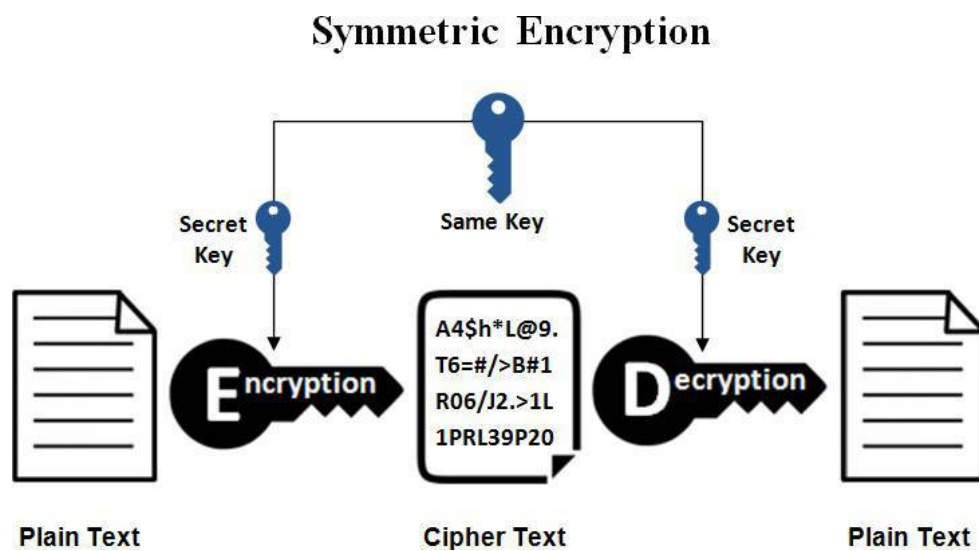 Symmetric Encryption
Same Key
Secret
Key
Secret
Key
Encryption
A4$h*L@9.
T6=#/>B#1
R06/J2.>1L
1PRL39P20
Decryption
Plain Text
Cipher Text
Plain Text